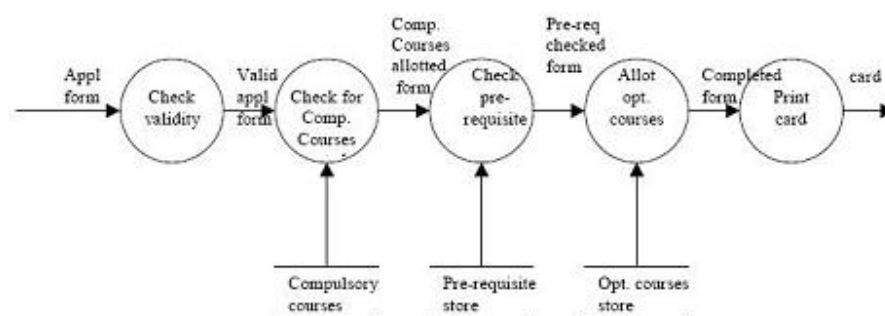 Appl
form
Check
validity
Valid
appl
form
Check for
Comp.
Courses
Comp.
Courses
allotted
form
Check
pre-
requisite
Pre-req
checked
form
Allot
opt.
courses
Completed
form
Print
card
card
Compulsory
courses
Pre-requisite
store
Opt. courses
store